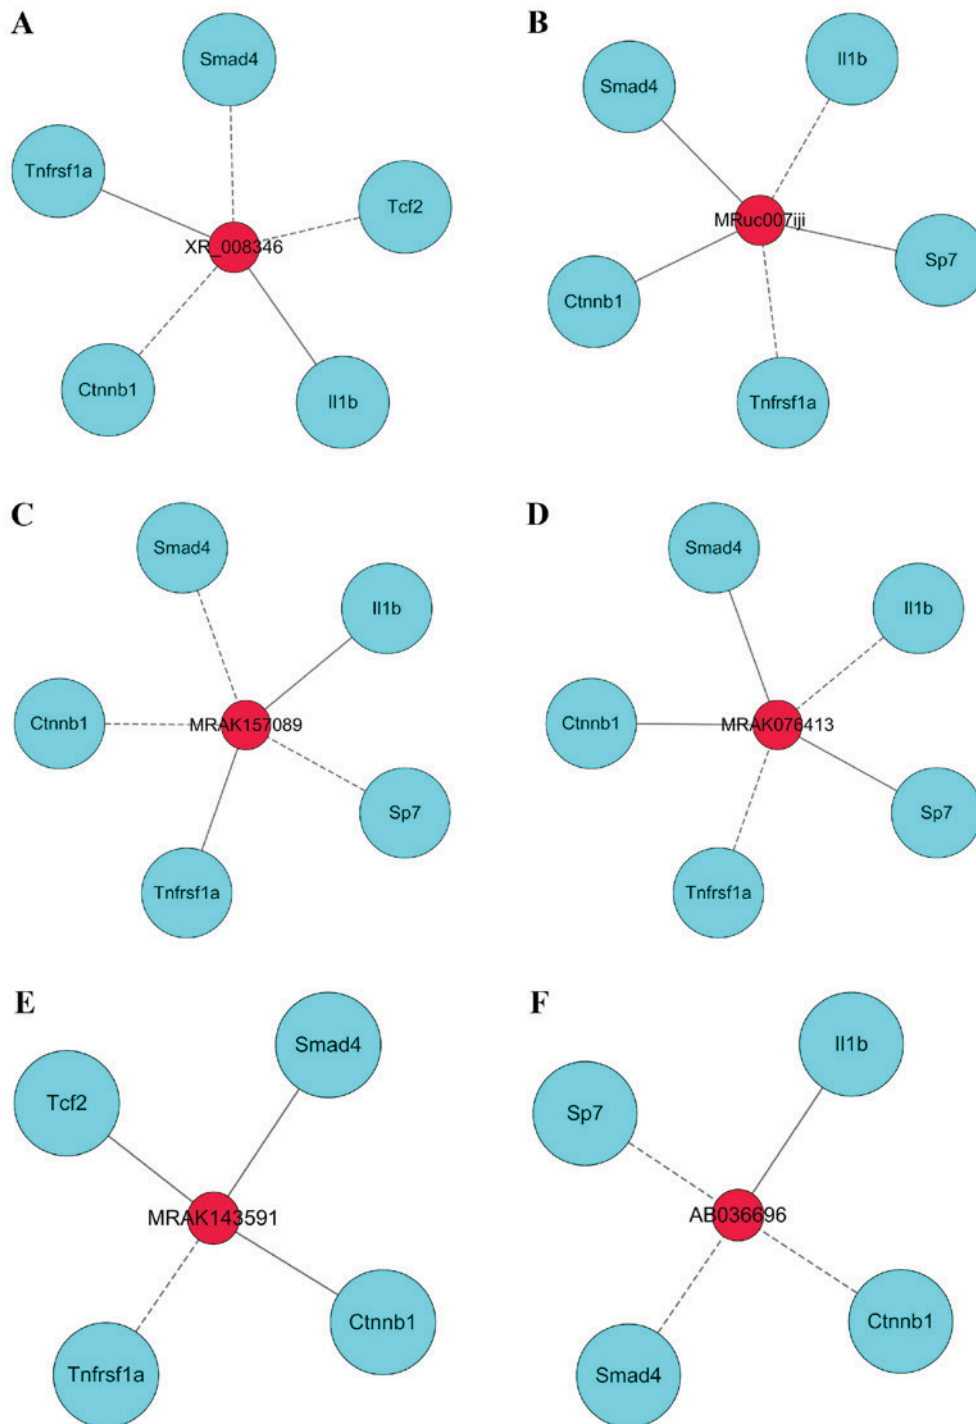 A
Smad4
Tnfrsf1a
Tcf2
XR_008346
Ctnnb1
Il1b
B
Il1b
Smad4
MRuc007iji
Sp7
Ctnnb1
Tnfrsf1a
C
Smad4
Il1b
Ctnnb1
MRAK157089
Sp7
Tnfrsf1a
D
Smad4
Il1b
Ctnnb1
MRAK076413
Sp7
Tnfrsf1a
E
Smad4
Tcf2
MRAK143591
Ctnnb1
Tnfrsf1a
F
Il1b
Sp7
AB036696
Ctnnb1
Smad4